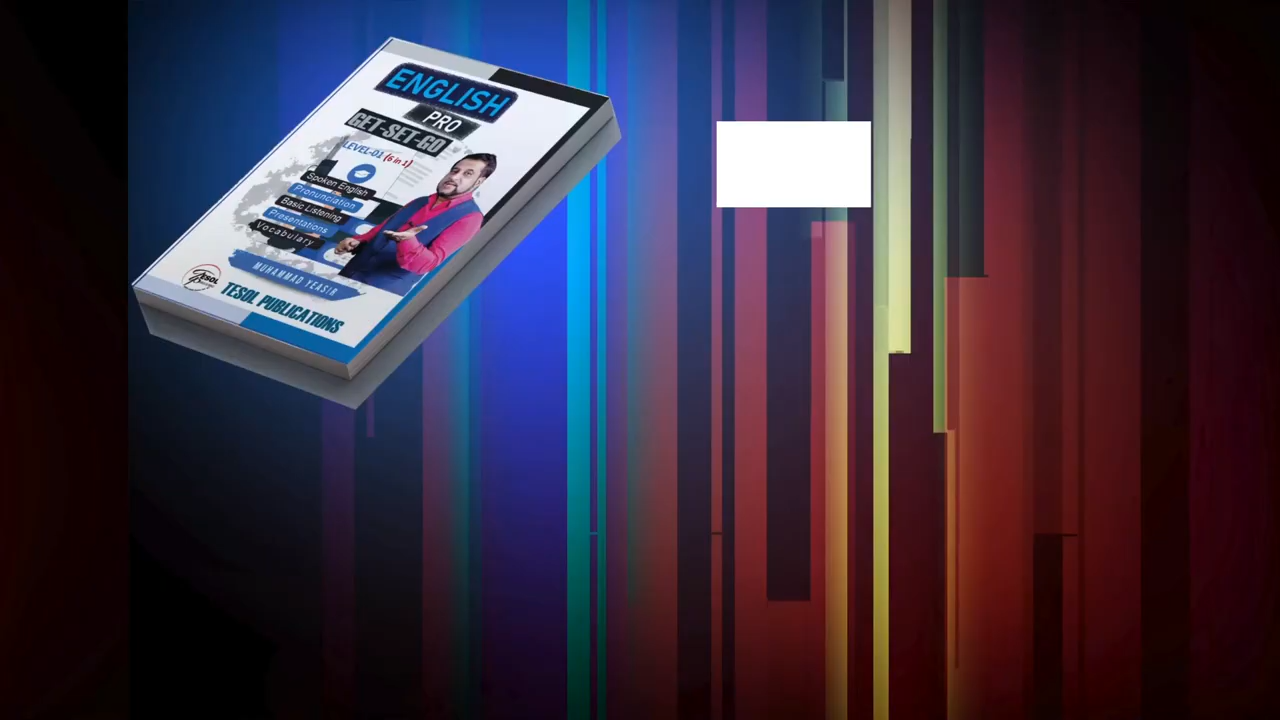 ENGLISH
PRO
GET-SET-GO
LEVEL-01 (6 in 1)
Spoken English
Pronunciation
Basic Listening
Presentations
Vocabulary
MUHAMMAD YEASIR
TESOL
TESOL PUBLICATIONS